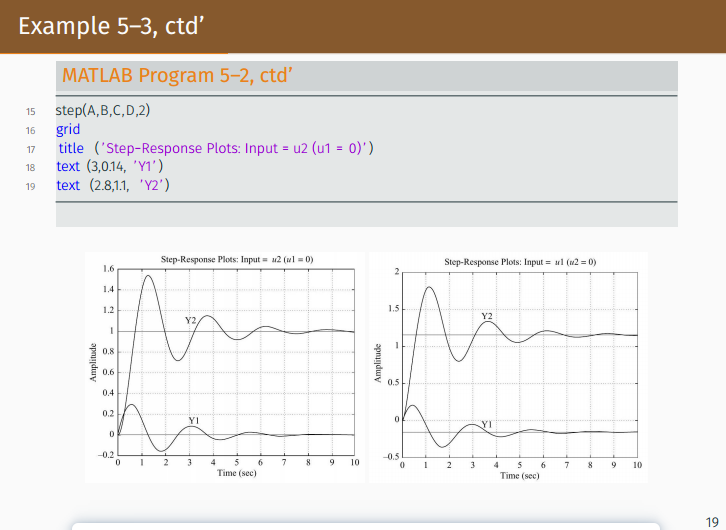 Example 5–3, ctd’
MATLAB Program 5–2, ctd’
15 step(A,B,C,D,2)
16 grid
17 title (’Step-Response Plots: Input = u2 (u1 = 0)’)
18 text (3,0.14, ’Y1’)
19 text (2.8,1.1, ’Y2’)
Step-Response Plots: Input = u2 (u1 = 0)
1.6
1.4
1.2
1
0.8
0.6
0.4
0.2
0
–0.2
Amplitude
Y2
Y1
0 1 2 3 4 5 6 7 8 9 10
Time (sec)
Step-Response Plots: Input = u1 (u2 = 0)
2
1.5
1
0.5
0
–0.5
Amplitude
Y2
Y1
0 1 2 3 4 5 6 7 8 9 10
Time (sec)
19